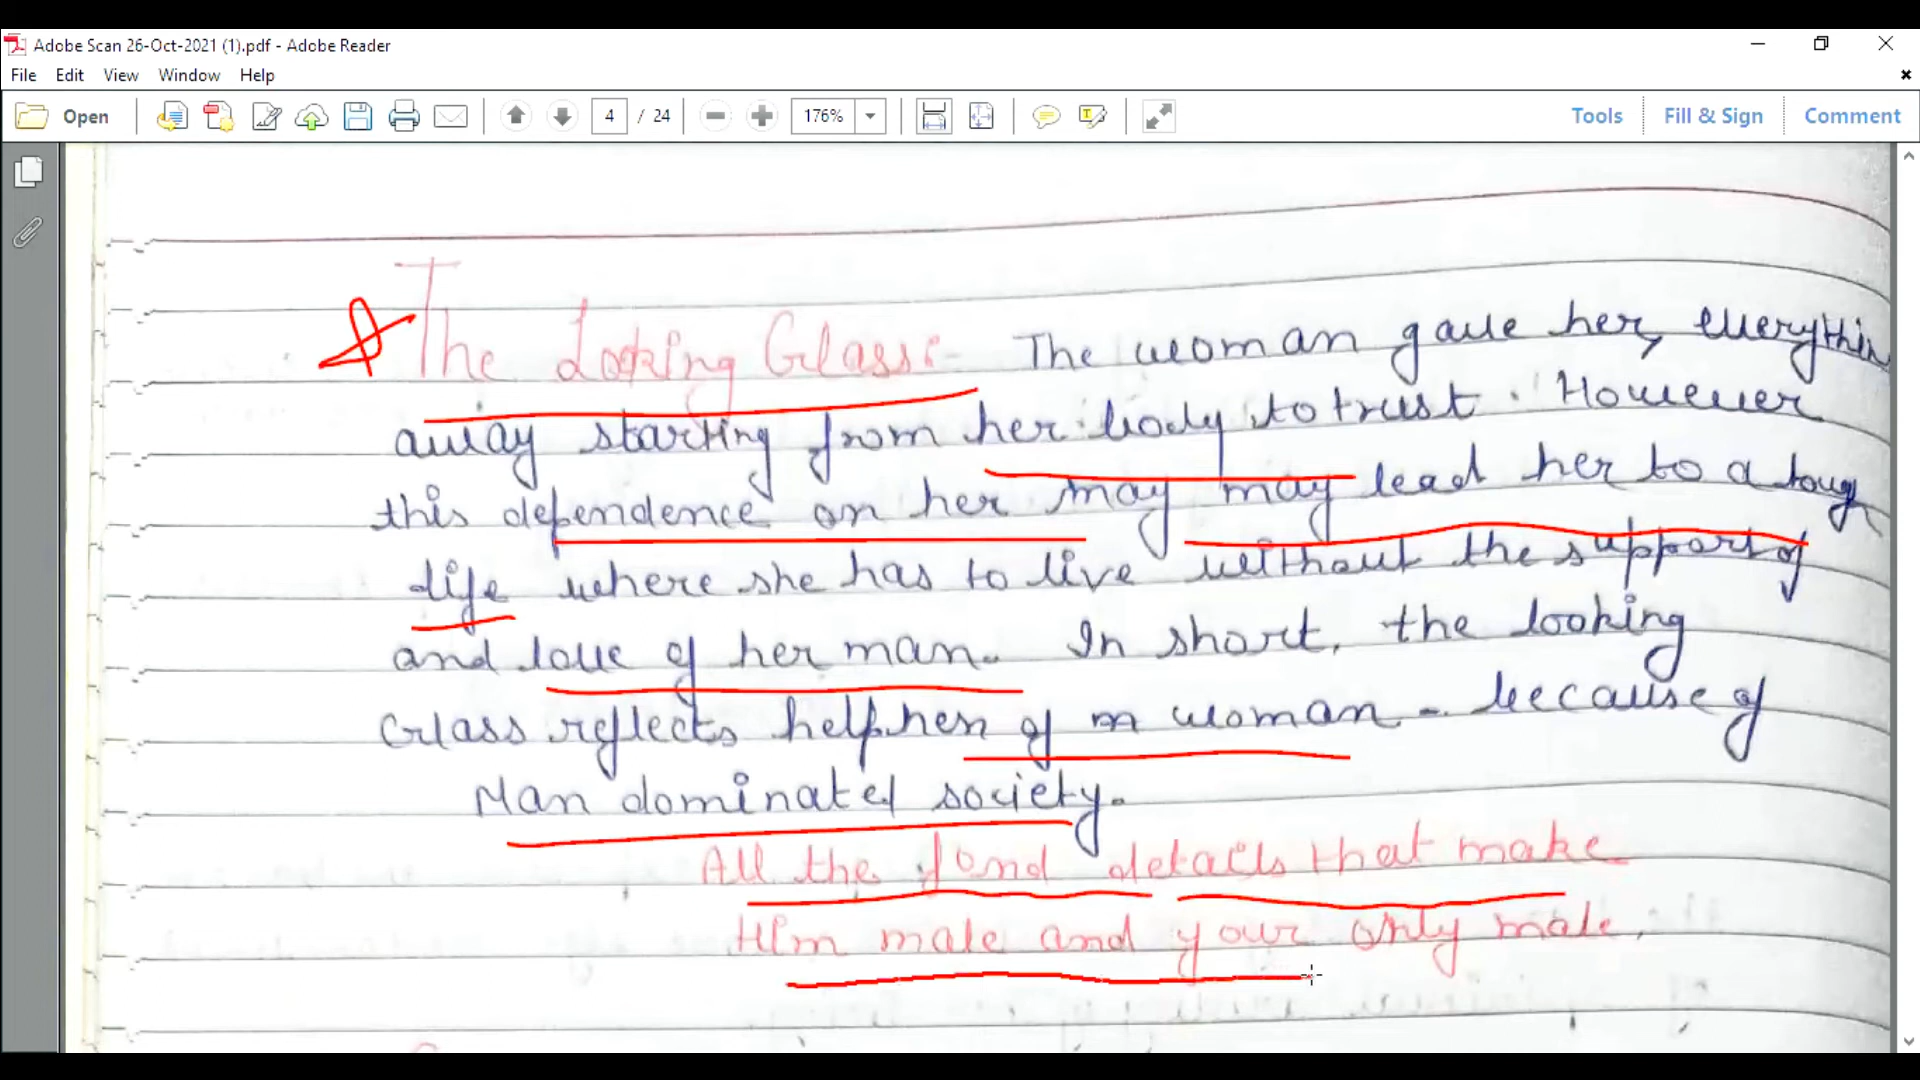 Adobe Scan 26-Oct-2021 (1).pdf - Adobe Reader
File Edit View Window Help
Open 4 / 24 176% Tools Fill & Sign Comment
The Looking Glass:- The woman gave her, everythin
away starting from her body to trust. However
this dependence on her may may lead her to a tough
life where she has to live without the support of
and love of her man. In short, the looking
Glass reflects helphen of m woman - because of
Man dominated society.
All the fond details that make
Him male and your only male.